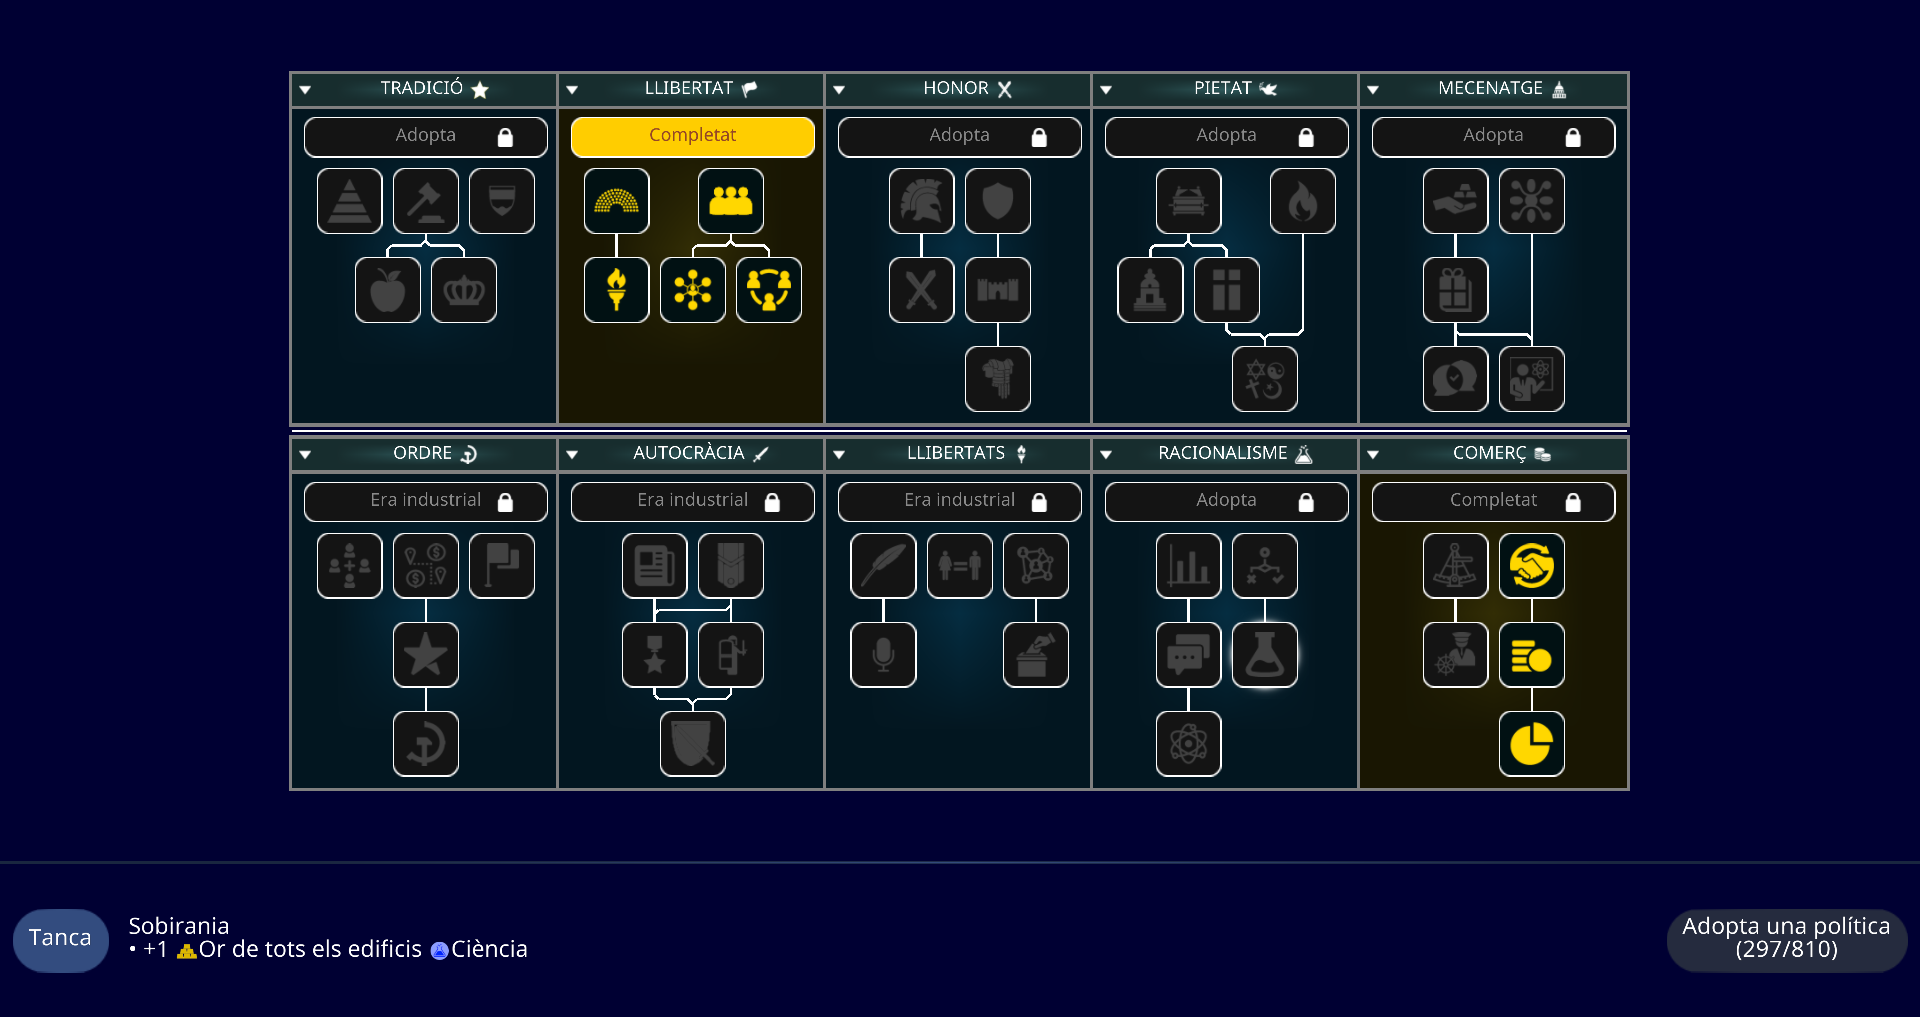 TRADICIÓ
LLIBERTAT
HONOR
PIETAT
MECENATGE
Adopta
Completat
Adopta
Adopta
Adopta
ORDRE
AUTOCRÀCIA
LLIBERTATS
RACIONALISME
COMERÇ
Era industrial
Era industrial
Era industrial
Adopta
Completat
Tanca
Sobirania
• +1 Or de tots els edificis Ciència
Adopta una política
(297/810)